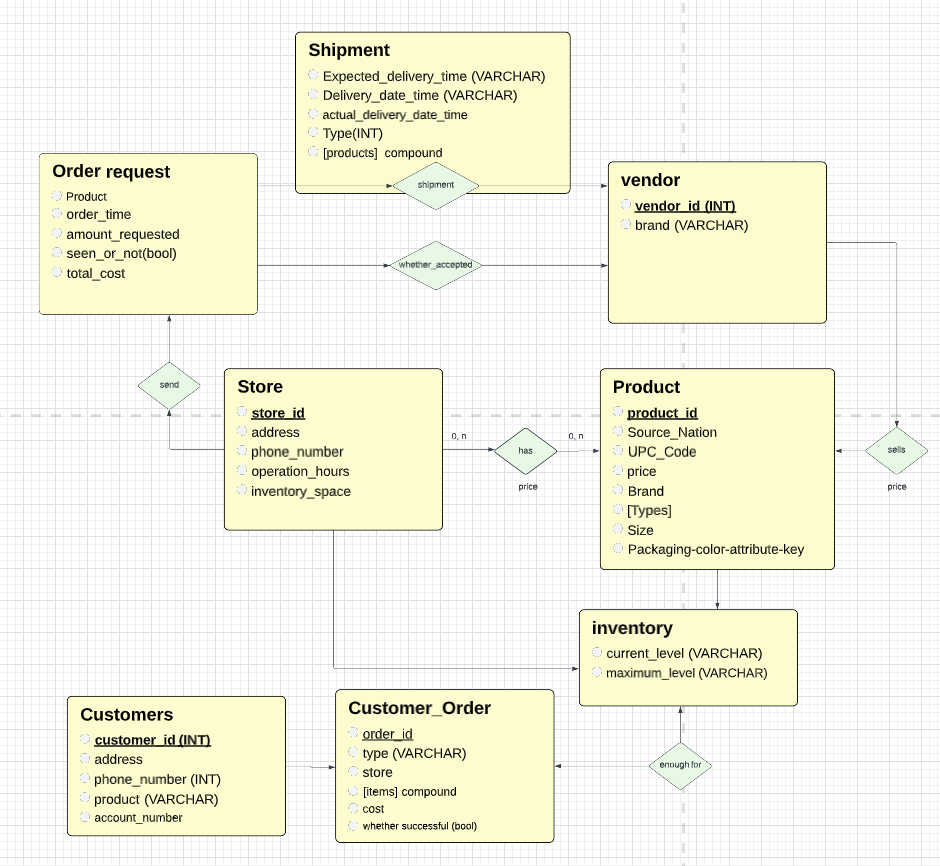 Shipment
Expected_delivery_time (VARCHAR)
Delivery_date_time (VARCHAR)
actual_delivery_date_time
Type(INT)
[products] compound
shipment
Order request
Product
order_time
amount_requested
seen_or_not(bool)
total_cost
vendor
vendor_id (INT)
brand (VARCHAR)
whether_accepted
send
Store
store_id
address
phone_number
operation_hours
inventory_space
0, n
has
0, n
price
Product
product_id
Source_Nation
UPC_Code
price
Brand
[Types]
Size
Packaging-color-attribute-key
sells
price
inventory
current_level (VARCHAR)
maximum_level (VARCHAR)
Customers
customer_id (INT)
address
phone_number (INT)
product (VARCHAR)
account_number
Customer_Order
order_id
type (VARCHAR)
store
[items] compound
cost
whether successful (bool)
enough for